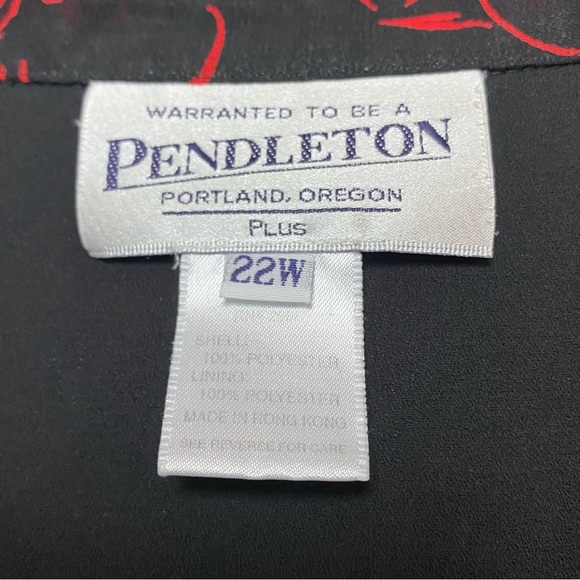 WARRANTED TO BE A
PENDLETON
PORTLAND, OREGON
PLUS
22W
SHELL:
100% POLYESTER
LINING:
100% POLYESTER
MADE IN HONG KONG
SEE REVERSE FOR CARE